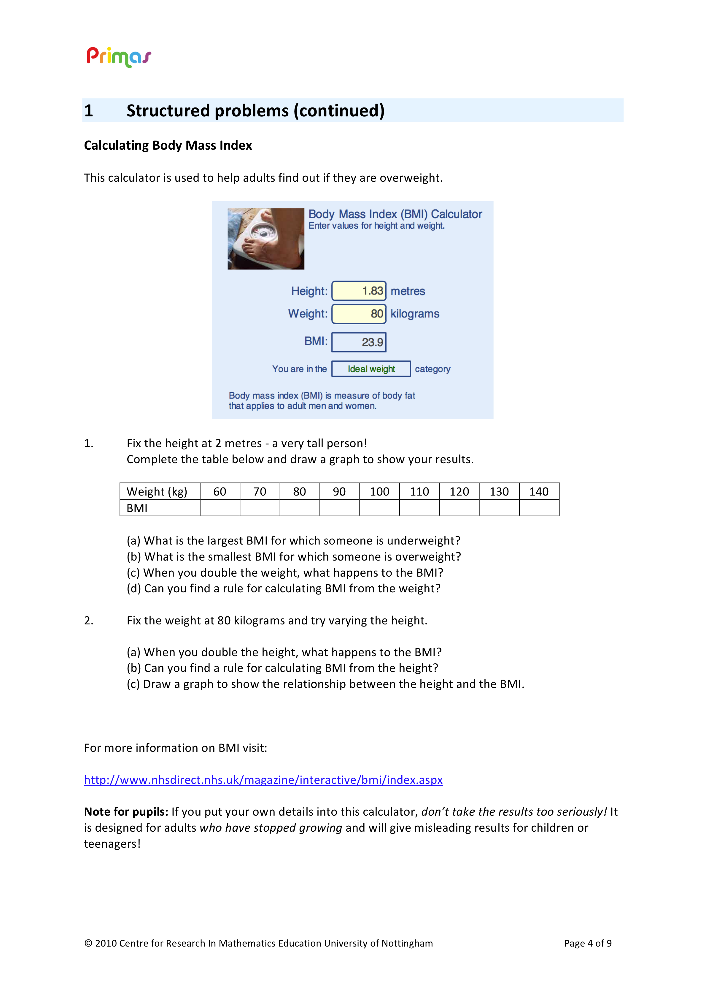 Primas
1 Structured problems (continued)
Calculating Body Mass Index
This calculator is used to help adults find out if they are overweight.
Body Mass Index (BMI) Calculator
Enter values for height and weight.
Height: 1.83 metres
Weight: 80 kilograms
BMI: 23.9
You are in the Ideal weight category
Body mass index (BMI) is measure of body fat
that applies to adult men and women.
1. Fix the height at 2 metres - a very tall person!
Complete the table below and draw a graph to show your results.
Weight (kg) 60 70 80 90 100 110 120 130 140
BMI
(a) What is the largest BMI for which someone is underweight?
(b) What is the smallest BMI for which someone is overweight?
(c) When you double the weight, what happens to the BMI?
(d) Can you find a rule for calculating BMI from the weight?
2. Fix the weight at 80 kilograms and try varying the height.
(a) When you double the height, what happens to the BMI?
(b) Can you find a rule for calculating BMI from the height?
(c) Draw a graph to show the relationship between the height and the BMI.
For more information on BMI visit:
http://www.nhsdirect.nhs.uk/magazine/interactive/bmi/index.aspx
Note for pupils: If you put your own details into this calculator, don’t take the results too seriously! It
is designed for adults who have stopped growing and will give misleading results for children or
teenagers!
© 2010 Centre for Research In Mathematics Education University of Nottingham Page 4 of 9